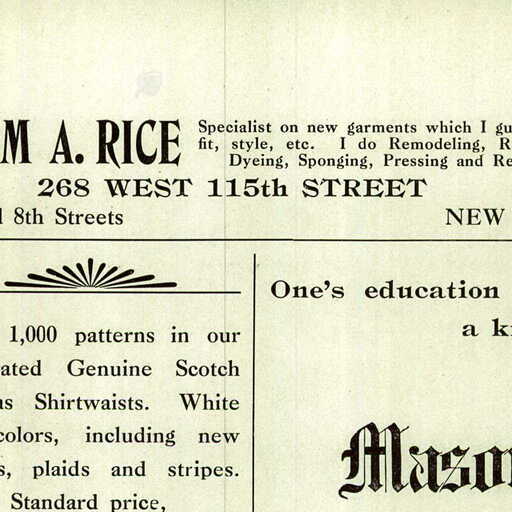 M A. RICE
Specialist on new garments which I gu
fit, style, etc. I do Remodeling, R
Dyeing, Sponging, Pressing and Re
268 WEST 115th STREET
8th Streets
NEW
1,000 patterns in our
ated Genuine Scotch
as Shirtwaists. White
colors, including new
s, plaids and stripes.
Standard price,
One's education
a k
Mason